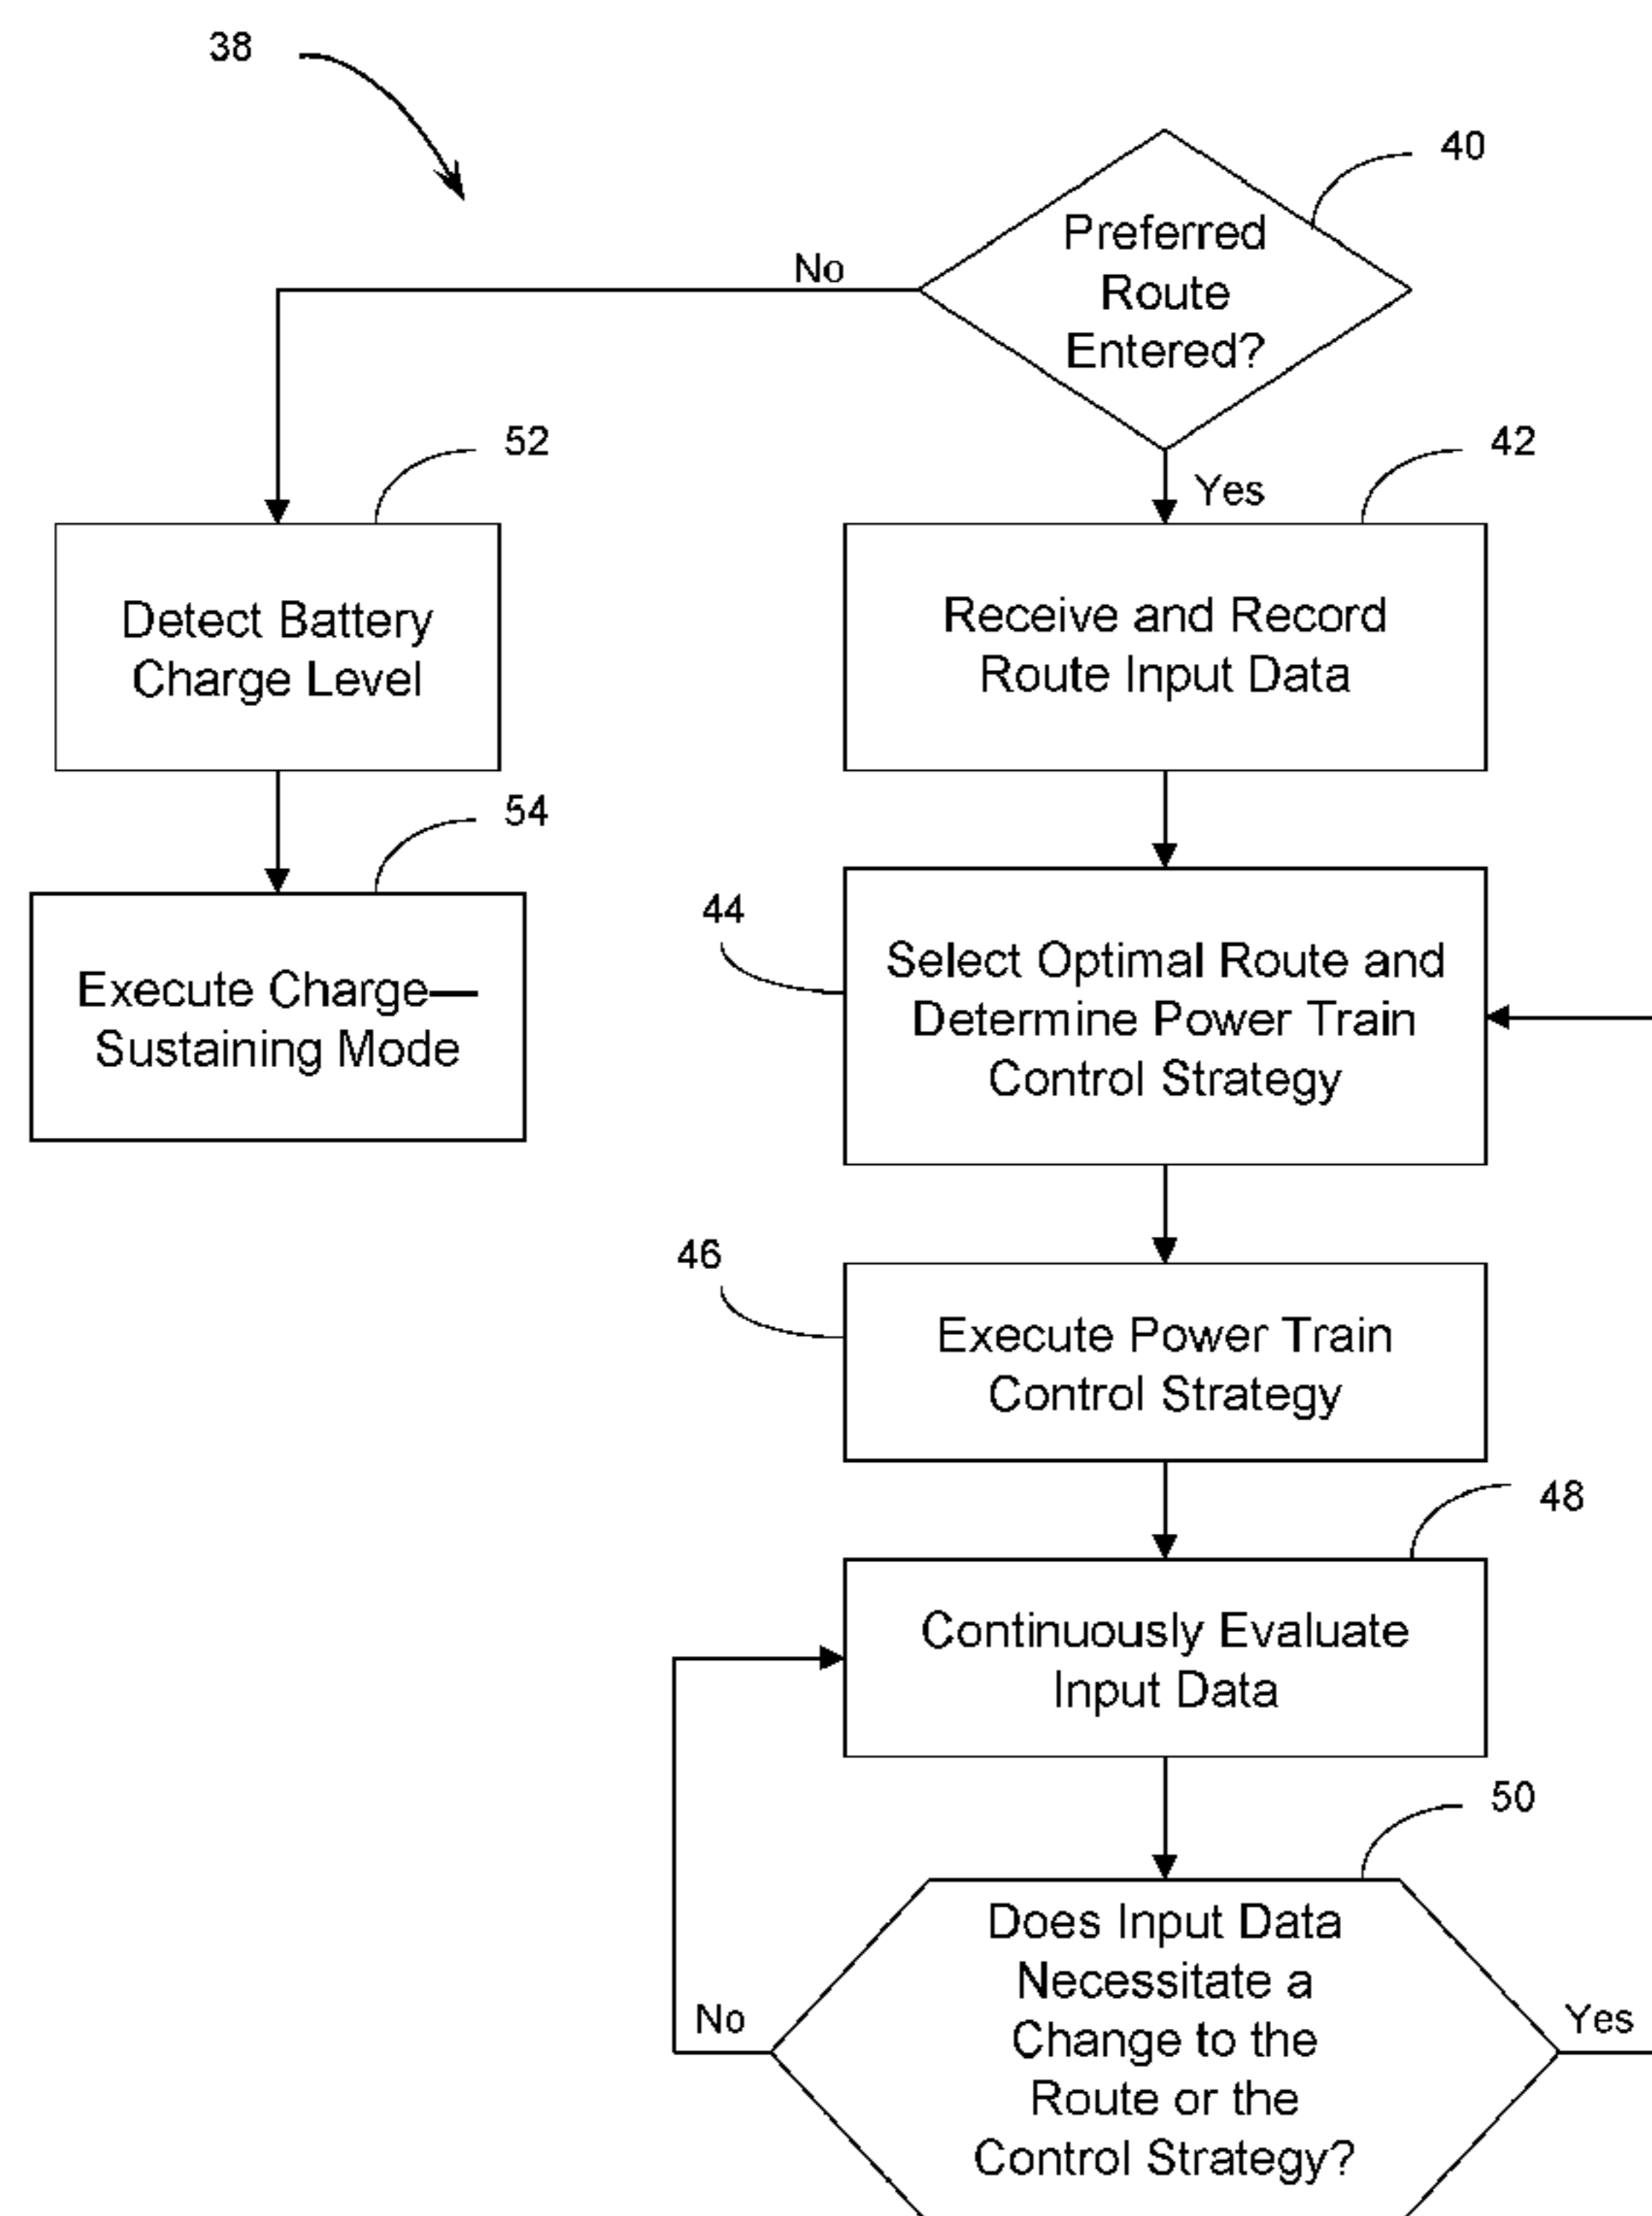 38
40
Preferred
Route
Entered?
No
Yes
52
42
Detect Battery
Charge Level
Receive and Record
Route Input Data
54
44
Execute Charge—
Sustaining Mode
Select Optimal Route and
Determine Power Train
Control Strategy
46
Execute Power Train
Control Strategy
48
Continuously Evaluate
Input Data
50
Does Input Data
Necessitate a
Change to the
Route or the
Control Strategy?
No
Yes